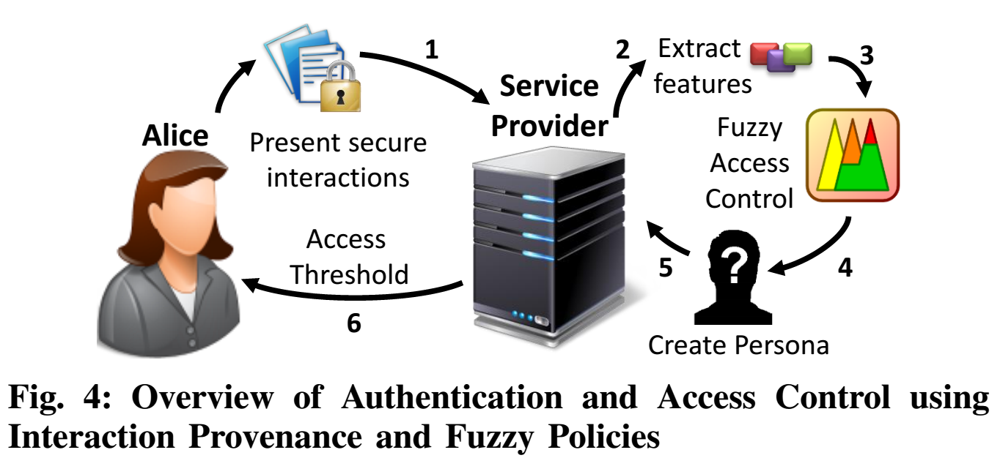 Alice
Present secure
interactions
1
Service
Provider
2
Extract
features
3
Fuzzy
Access
Control
4
?
Create Persona
5
Access
Threshold
6
Fig. 4: Overview of Authentication and Access Control using
Interaction Provenance and Fuzzy Policies